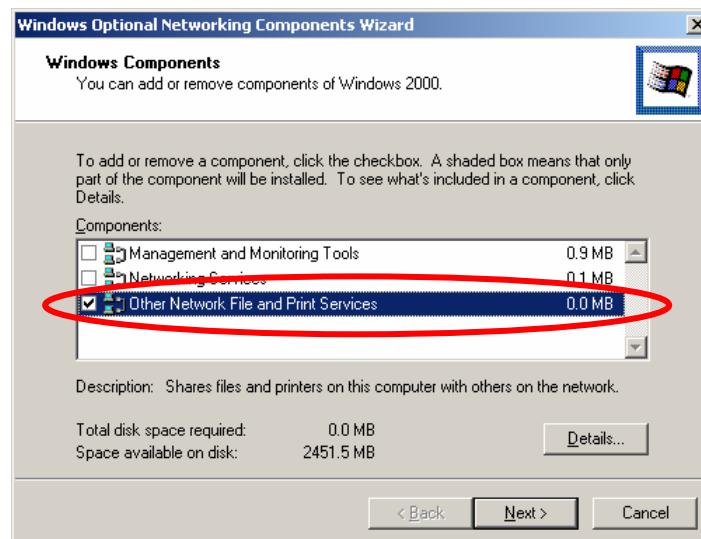 Windows Optional Networking Components Wizard
Windows Components
You can add or remove components of Windows 2000.
To add or remove a component, click the checkbox. A shaded box means that only
part of the component will be installed. To see what's included in a component, click
Details.
Components:
Management and Monitoring Tools 0.9 MB
Networking Services 0.1 MB
Other Network File and Print Services 0.0 MB
Description: Shares files and printers on this computer with others on the network.
Total disk space required: 0.0 MB
Space available on disk: 2451.5 MB
Details...
< Back Next > Cancel